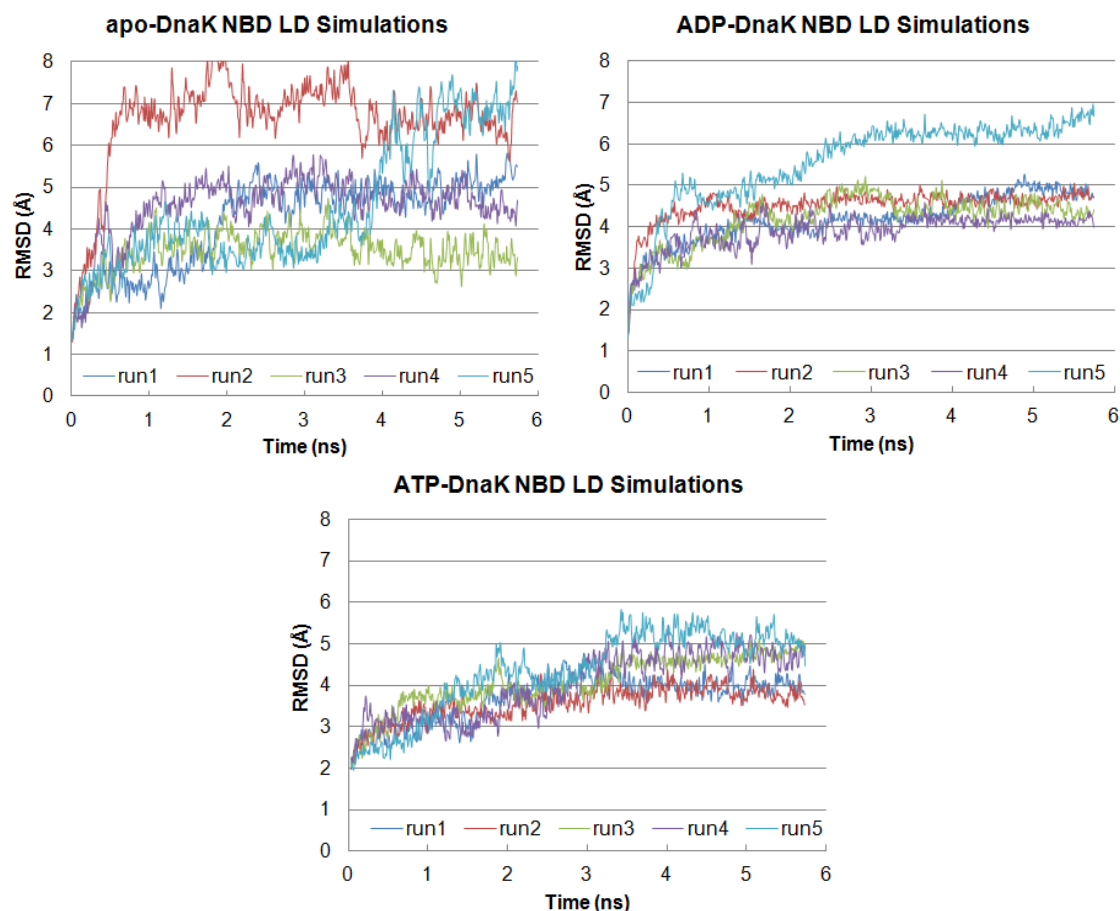 apo-DnaK NBD LD Simulations
8
7
6
5
4
3
2
1
0
RMSD (Å)
run1 run2 run3 run4 run5
0 1 2 3 4 5 6
Time (ns)
ADP-DnaK NBD LD Simulations
8
7
6
5
4
3
2
1
0
RMSD (Å)
run1 run2 run3 run4 run5
0 1 2 3 4 5 6
Time (ns)
ATP-DnaK NBD LD Simulations
8
7
6
5
4
3
2
1
0
RMSD (Å)
run1 run2 run3 run4 run5
0 1 2 3 4 5 6
Time (ns)